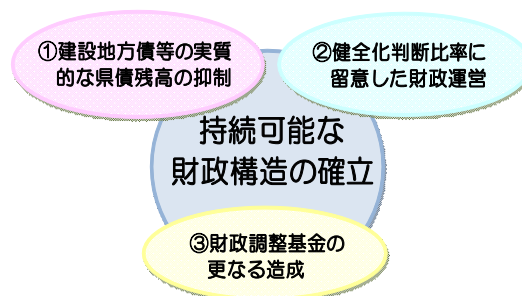 ①建設地方債等の実質
的な県債残高の抑制
②健全化判断比率に
留意した財政運営
持続可能な
財政構造の確立
③財政調整基金の
更なる造成